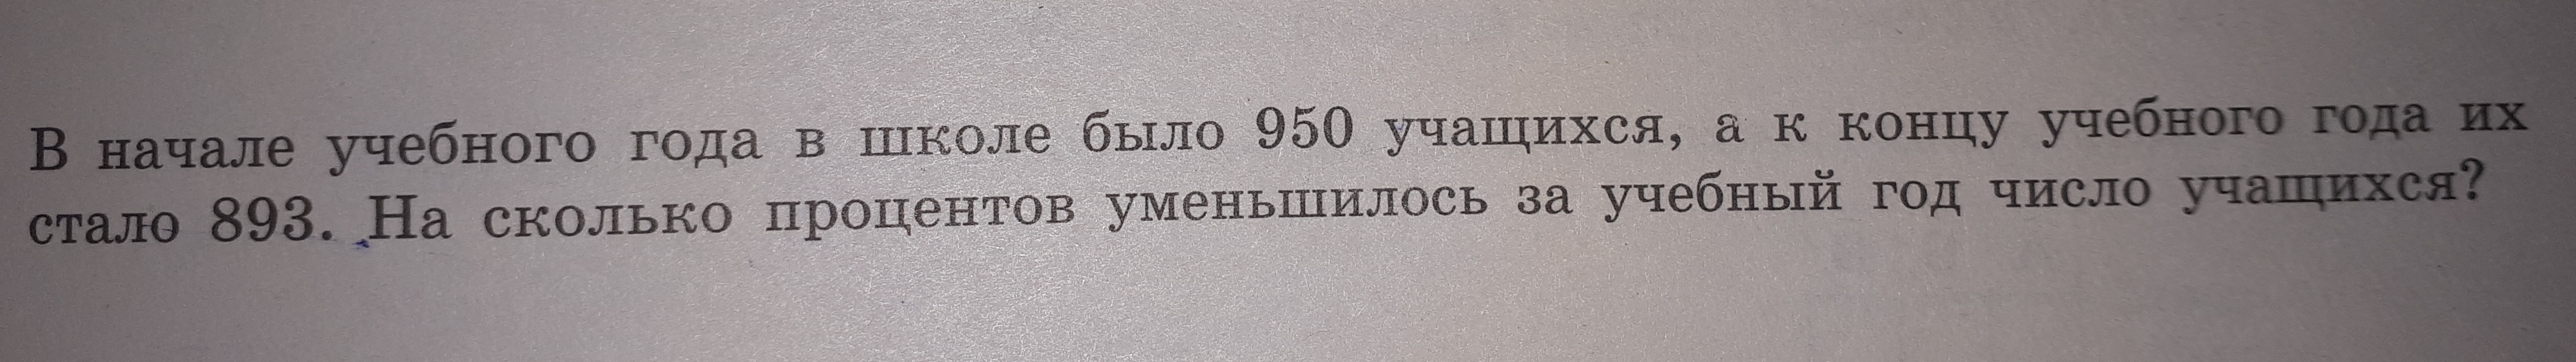 В начале учебного года в школе было 950 учащихся, а к концу учебного года их
стало 893. На сколько процентов уменьшилось за учебный год число учащихся?